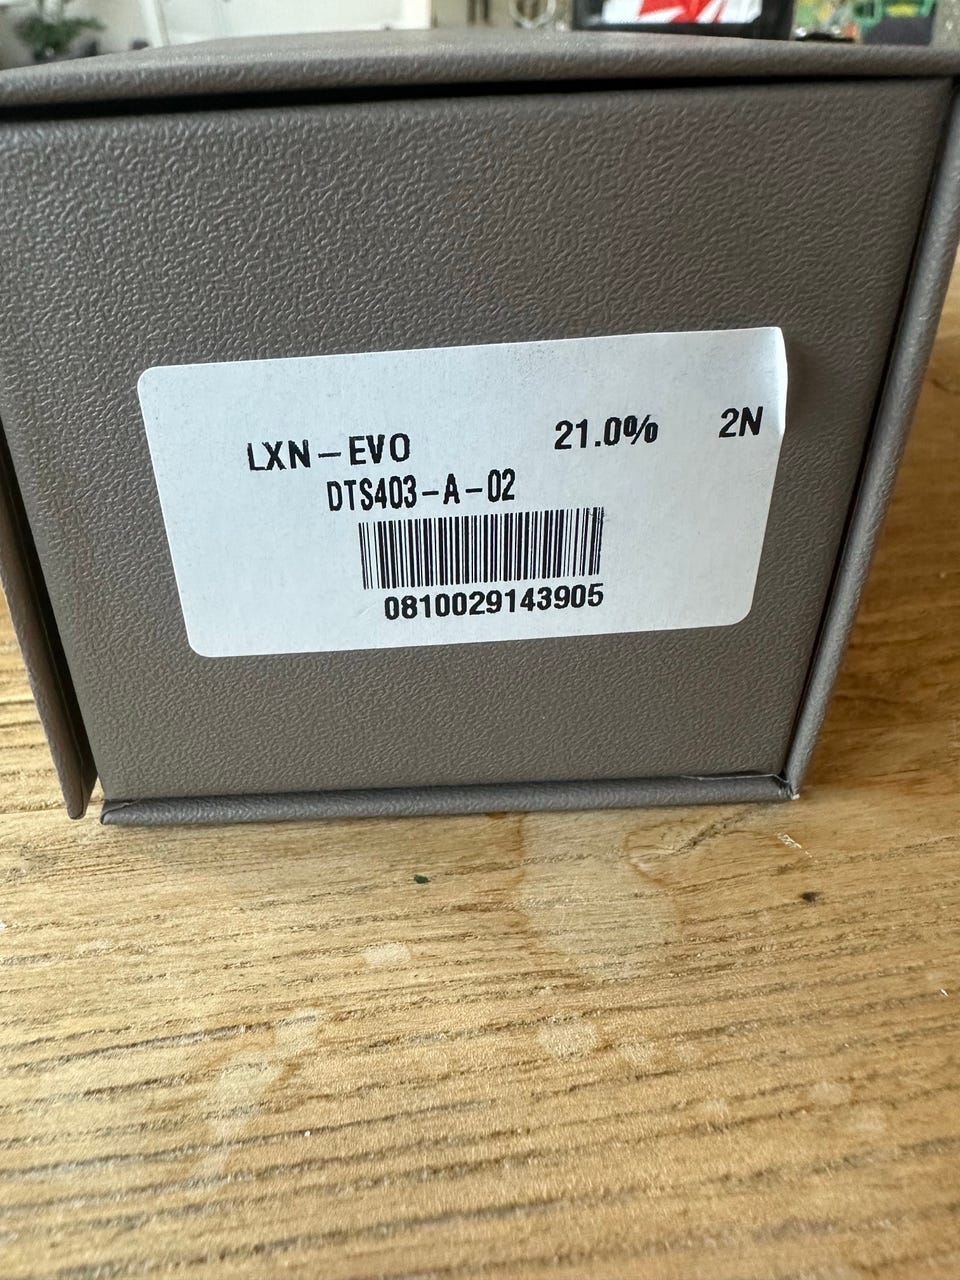 LXN-EVO 21.0% 2N
DTS403-A-02
0810029143905